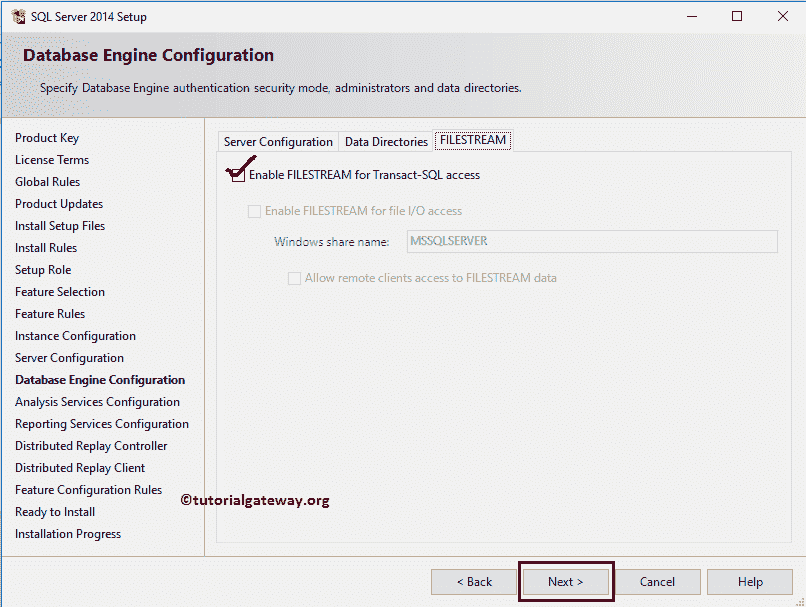 SQL Server 2014 Setup
Database Engine Configuration
Specify Database Engine authentication security mode, administrators and data directories.
Product Key
License Terms
Global Rules
Product Updates
Install Setup Files
Install Rules
Setup Role
Feature Selection
Feature Rules
Instance Configuration
Server Configuration
Database Engine Configuration
Analysis Services Configuration
Reporting Services Configuration
Distributed Replay Controller
Distributed Replay Client
Feature Configuration Rules
Ready to Install
Installation Progress
Server Configuration Data Directories FILESTREAM
Enable FILESTREAM for Transact-SQL access
Enable FILESTREAM for file I/O access
Windows share name: MSSQLSERVER
Allow remote clients access to FILESTREAM data
©tutorialgateway.org
< Back Next > Cancel Help